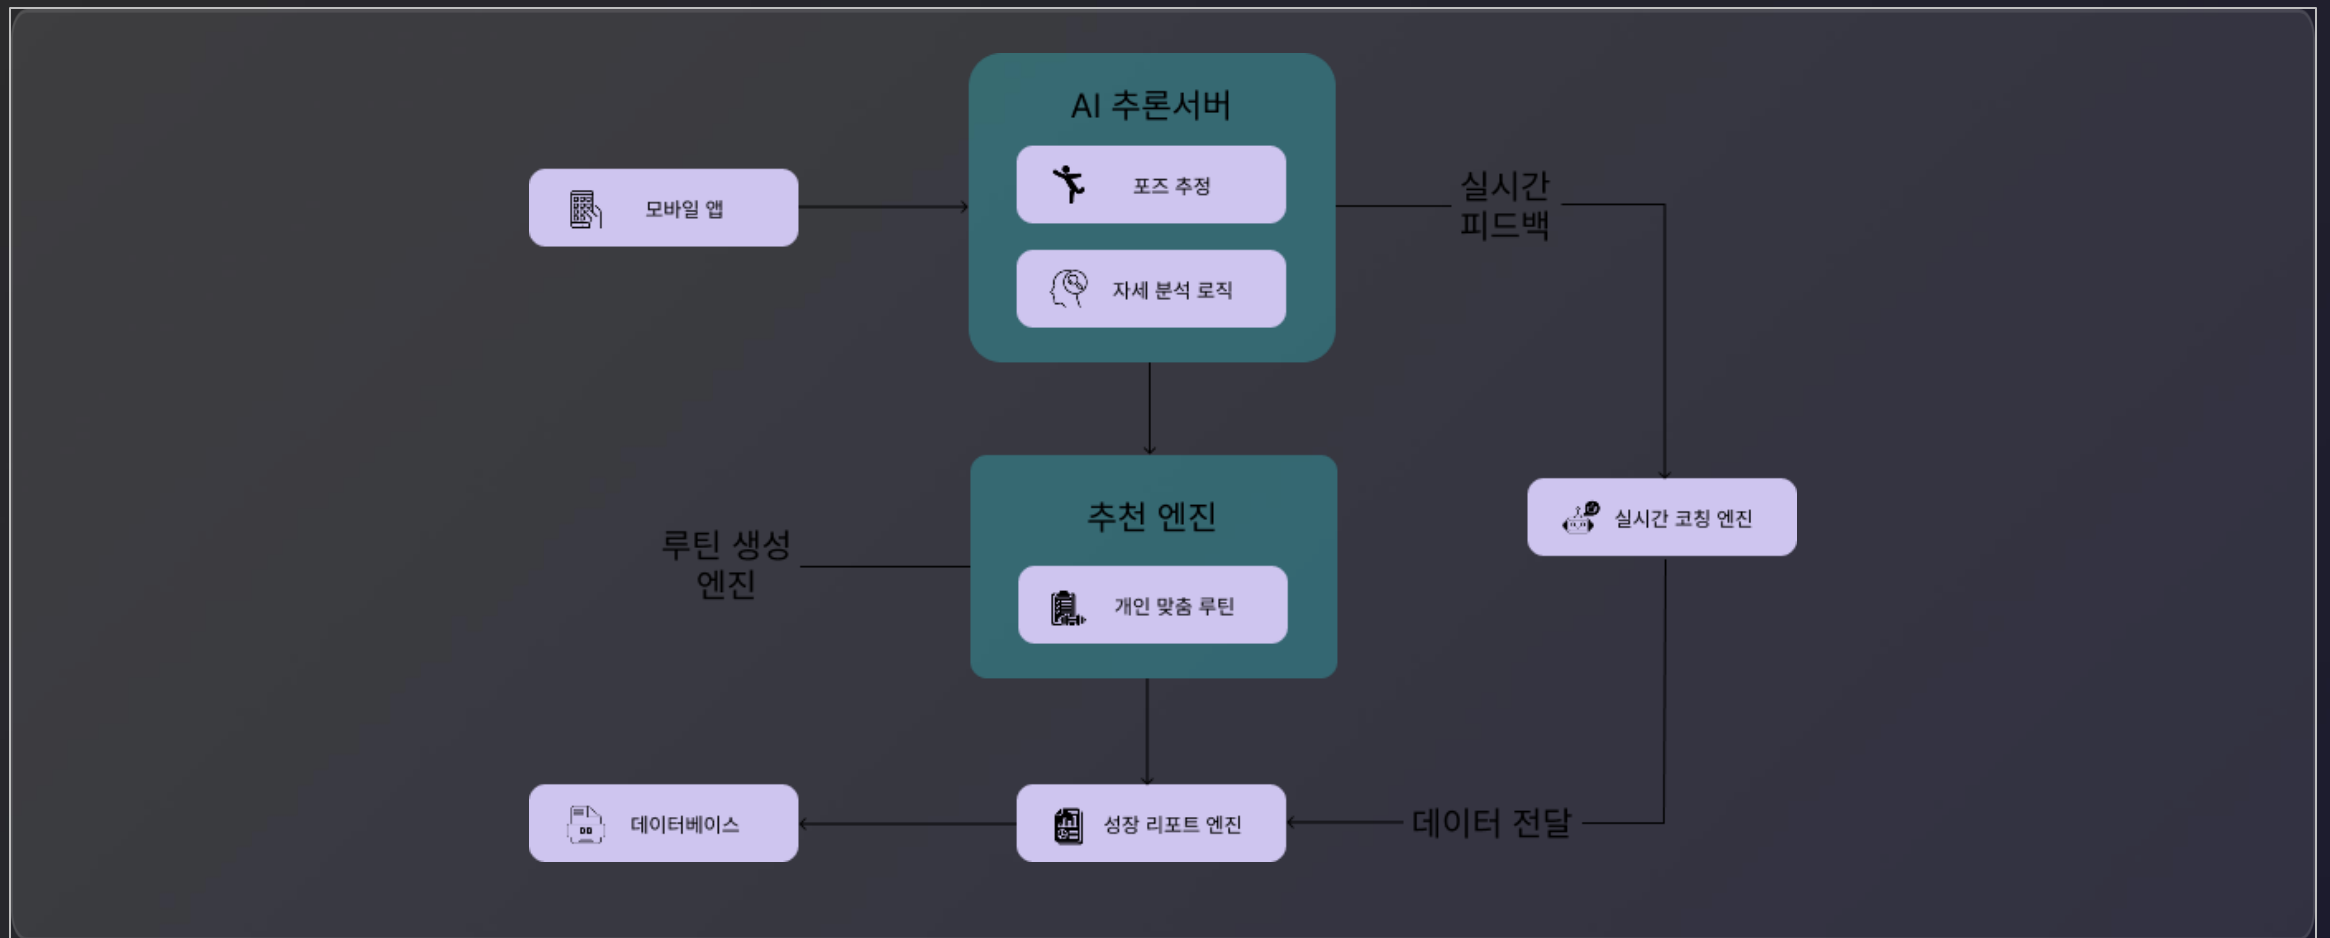 AI 추론서버
모바일 앱
포즈 추정
자세 분석 로직
실시간
피드백
추천 엔진
루틴 생성
엔진
개인 맞춤 루틴
실시간 코칭 엔진
데이터베이스
DB
성장 리포트 엔진
데이터 전달